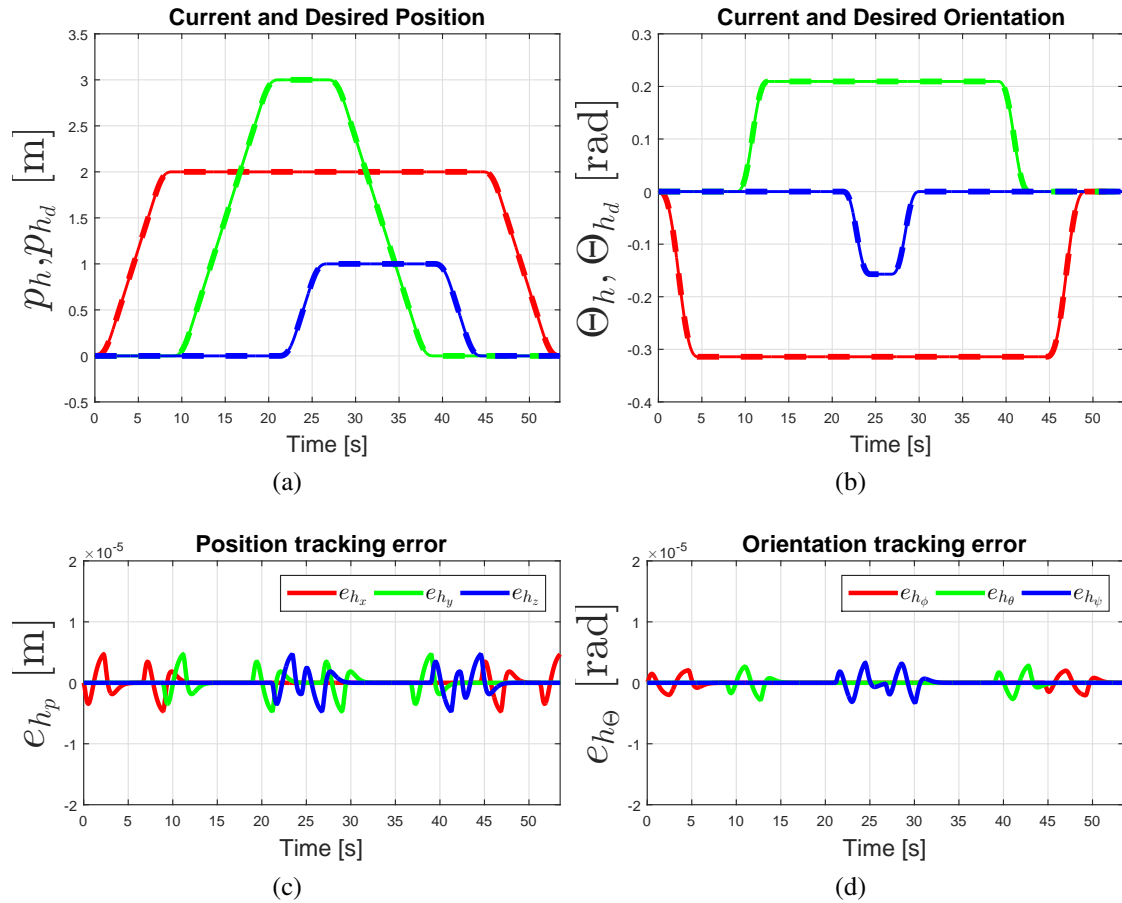 Current and Desired Position
Current and Desired Orientation
p_h, p_{h_d} [m]
3.5
3
2.5
2
1.5
1
0.5
0
-0.5
0 5 10 15 20 25 30 35 40 45 50
Time [s]
(a)
Θ_h, Θ_{h_d} [rad]
0.3
0.2
0.1
0
-0.1
-0.2
-0.3
-0.4
0 5 10 15 20 25 30 35 40 45 50
Time [s]
(b)
Position tracking error
×10^{-5}
e_{h_p} [m]
2
1
0
-1
-2
e_{h_x} e_{h_y} e_{h_z}
0 5 10 15 20 25 30 35 40 45 50
Time [s]
(c)
Orientation tracking error
×10^{-5}
e_{h_Θ} [rad]
2
1
0
-1
-2
e_{h_ϕ} e_{h_θ} e_{h_ψ}
0 5 10 15 20 25 30 35 40 45 50
Time [s]
(d)